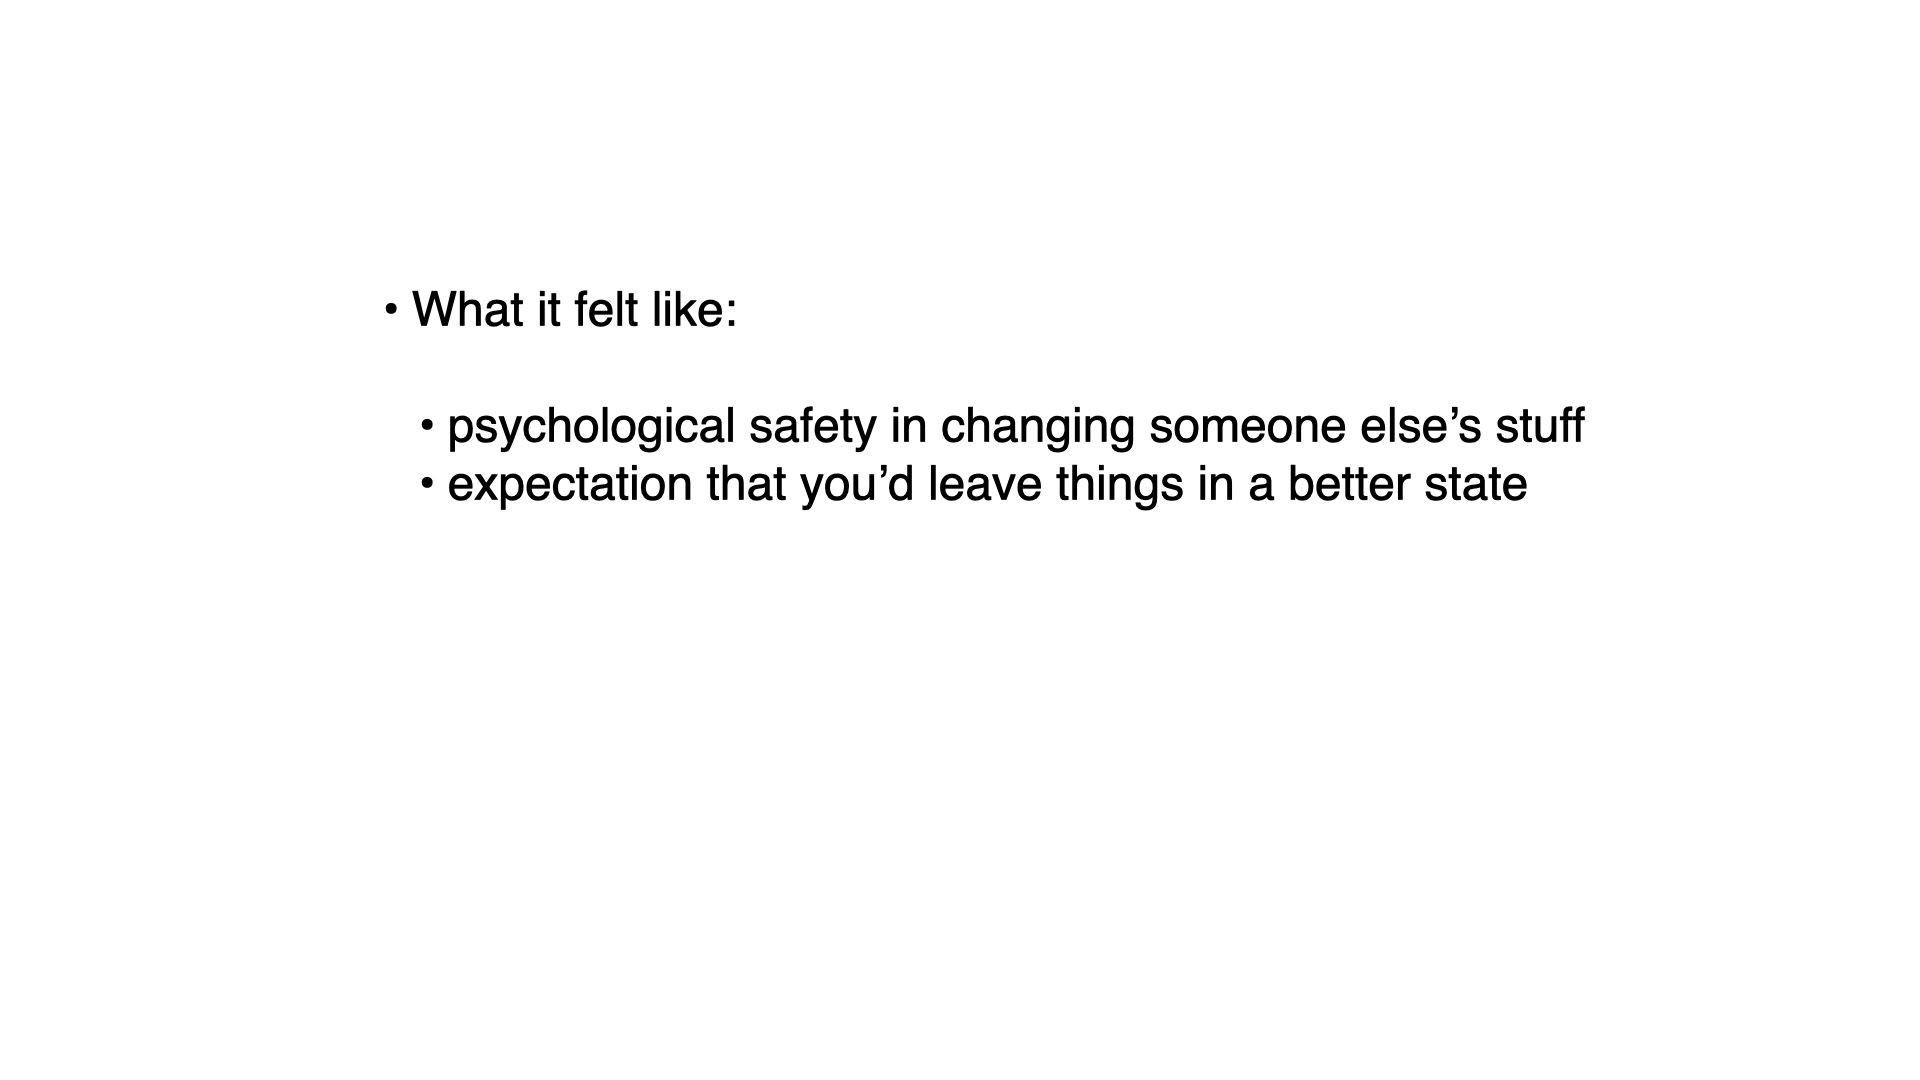 • What it felt like:
• psychological safety in changing someone else’s stuff
• expectation that you’d leave things in a better state